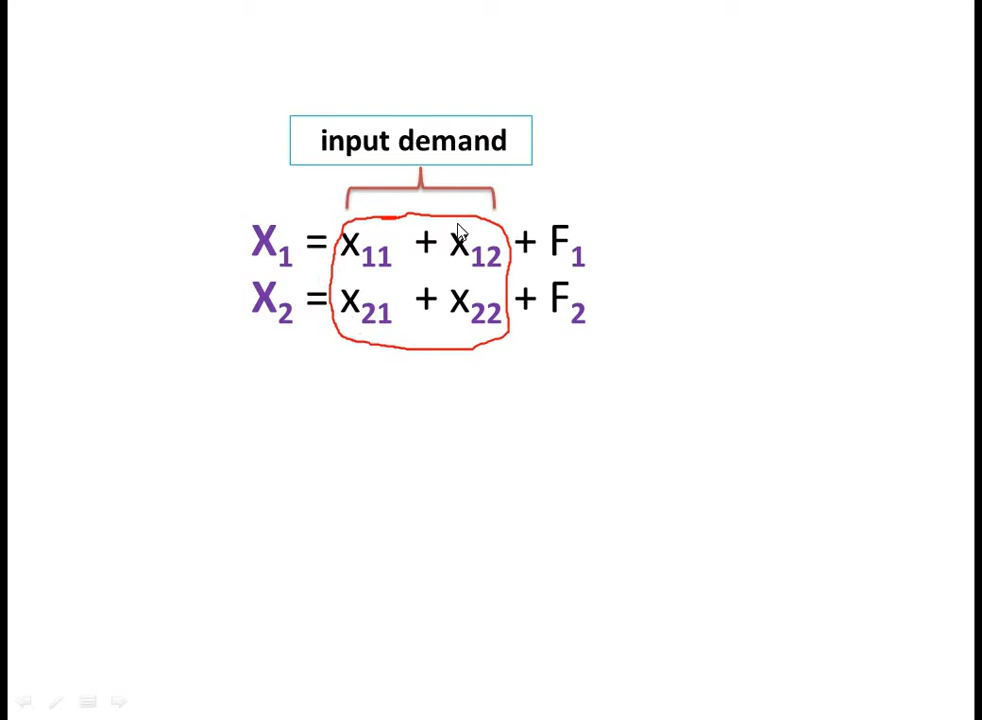 input demand
X₁ = x₁₁ + x₁₂ + F₁
X₂ = x₂₁ + x₂₂ + F₂